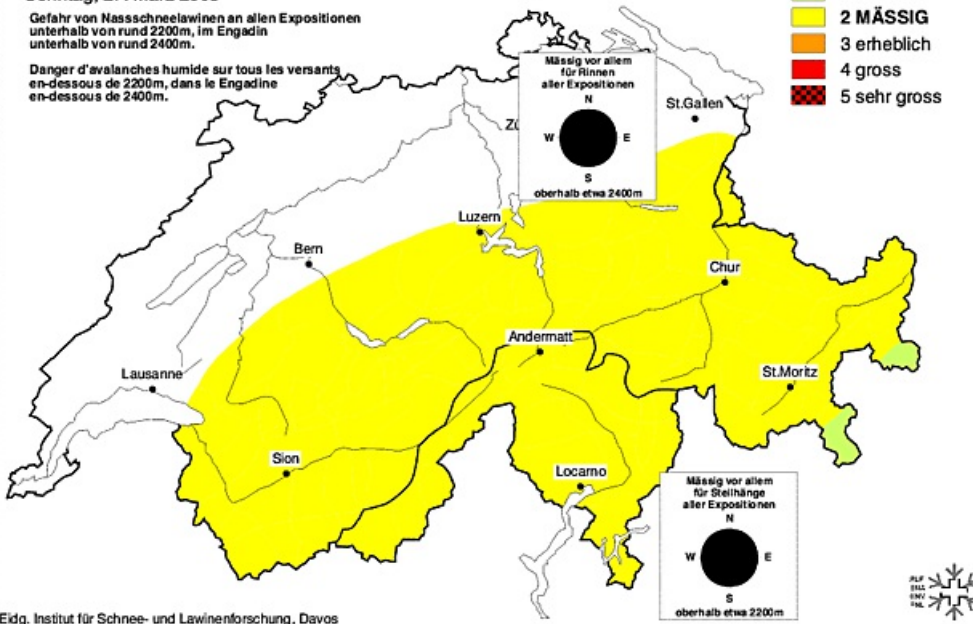 Gefahr von Nassschneelawinen an allen Expositionen
unterhalb von rund 2200m, im Engadin
unterhalb von rund 2400m.
Danger d'avalanches humide sur tous les versants
en-dessous de 2200m, dans le Engadine
en-dessous de 2400m.
2 MÄSSIG
3 erheblich
4 gross
5 sehr gross
Mässig vor allem
für Rinnen
aller Expositionen
N
W E
S
oberhalb etwa 2400m
St.Gallen
Luzern
Bern
Chur
Andermatt
Lausanne
St.Moritz
Sion
Locarno
Mässig vor allem
für Steilhänge
aller Expositionen
N
W E
S
oberhalb etwa 2200m
SLF
Eidg. Institut für Schnee- und Lawinenforschung, Davos